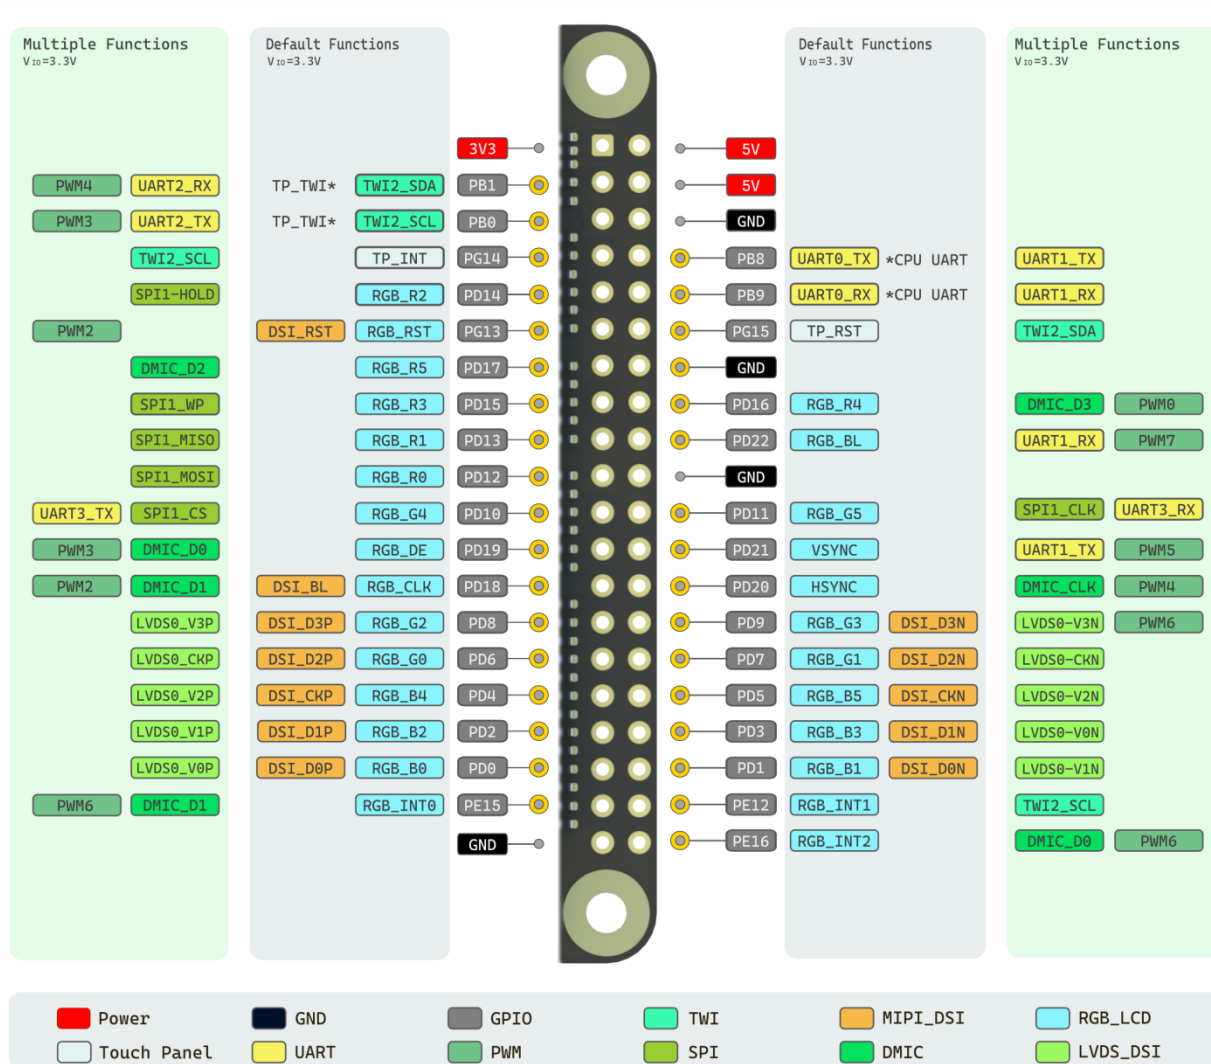 Multiple Functions Default Functions Default Functions Multiple Functions
VIO=3.3V VIO=3.3V VIO=3.3V VIO=3.3V
3V3 5V
PWM4 UART2_RX TP_TWI* TWI2_SDA PB1 5V
PWM3 UART2_TX TP_TWI* TWI2_SCL PB0 GND
TWI2_SCL TP_INT PG14 PB8 UART0_TX *CPU UART UART1_TX
SPI1-HOLD RGB_R2 PD14 PB9 UART0_RX *CPU UART UART1_RX
PWM2 DSI_RST RGB_RST PG13 PG15 TP_RST TWI2_SDA
DMIC_D2 RGB_R5 PD17 GND
SPI1_WP RGB_R3 PD15 PD16 RGB_R4 DMIC_D3 PWM0
SPI1_MISO RGB_R1 PD13 PD22 RGB_BL UART1_RX PWM7
SPI1_MOSI RGB_R0 PD12 GND
UART3_TX SPI1_CS RGB_G4 PD10 PD11 RGB_G5 SPI1_CLK UART3_RX
PWM3 DMIC_D0 RGB_DE PD19 PD21 VSYNC UART1_TX PWM5
PWM2 DMIC_D1 DSI_BL RGB_CLK PD18 PD20 HSYNC DMIC_CLK PWM4
LVDS0_V3P DSI_D3P RGB_G2 PD8 PD9 RGB_G3 DSI_D3N LVDS0-V3N PWM6
LVDS0_CKP DSI_D2P RGB_G0 PD6 PD7 RGB_G1 DSI_D2N LVDS0-CKN
LVDS0_V2P DSI_CKP RGB_B4 PD4 PD5 RGB_B5 DSI_CKN LVDS0-V2N
LVDS0_V1P DSI_D1P RGB_B2 PD2 PD3 RGB_B3 DSI_D1N LVDS0-V0N
LVDS0_V0P DSI_D0P RGB_B0 PD0 PD1 RGB_B1 DSI_D0N LVDS0-V1N
PWM6 DMIC_D1 RGB_INT0 PE15 PE12 RGB_INT1 TWI2_SCL
GND PE16 RGB_INT2 DMIC_D0 PWM6
Power GND GPIO TWI MIPI_DSI RGB_LCD
Touch Panel UART PWM SPI DMIC LVDS_DSI